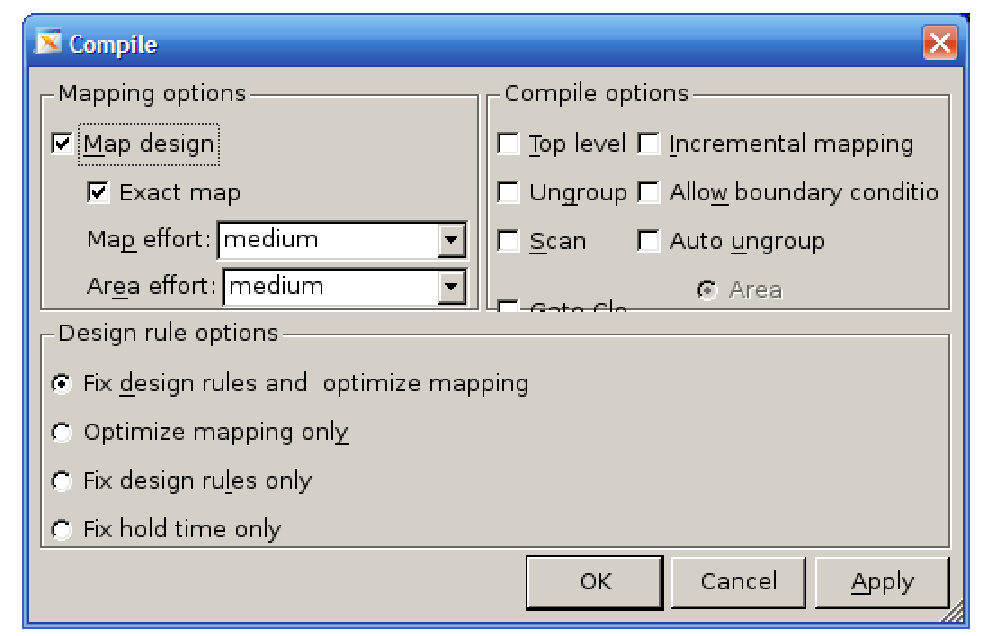 Compile
Mapping options
Map design
Exact map
Map effort: medium
Area effort: medium
Compile options
Top level Incremental mapping
Ungroup Allow boundary conditio
Scan Auto ungroup
Area
Design rule options
Fix design rules and optimize mapping
Optimize mapping only
Fix design rules only
Fix hold time only
OK Cancel Apply